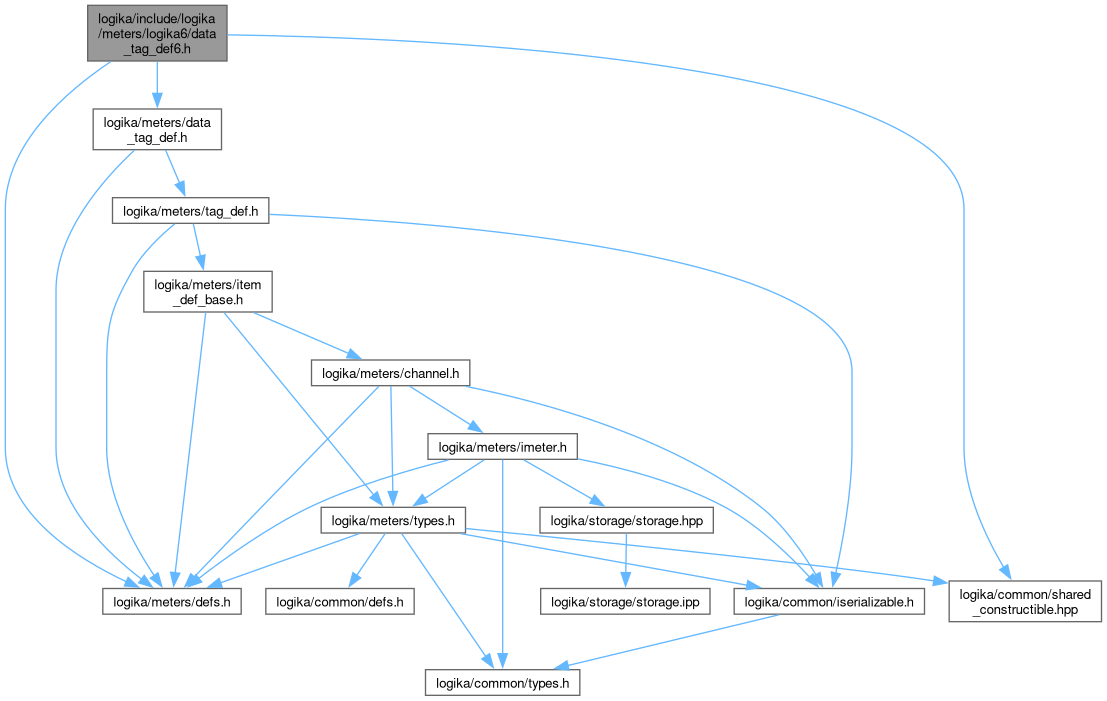 logika/include/logika
/meters/logika6/data
_tag_def6.h
logika/meters/data
_tag_def.h
logika/meters/tag_def.h
logika/meters/item
_def_base.h
logika/meters/channel.h
logika/meters/imeter.h
logika/meters/types.h
logika/storage/storage.hpp
logika/meters/defs.h
logika/common/defs.h
logika/storage/storage.ipp
logika/common/iserializable.h
logika/common/shared
_constructible.hpp
logika/common/types.h